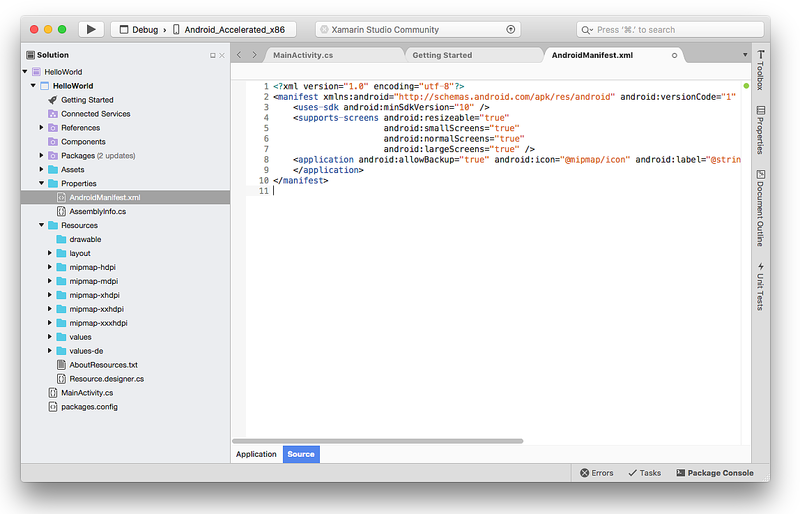 Debug › Android_Accelerated_x86
Xamarin Studio Community
Press '⌘.' to search
Solution
HelloWorld
HelloWorld
Getting Started
Connected Services
References
Components
Packages (2 updates)
Assets
Properties
AndroidManifest.xml
AssemblyInfo.cs
Resources
drawable
layout
mipmap-hdpi
mipmap-mdpi
mipmap-xhdpi
mipmap-xxhdpi
mipmap-xxxhdpi
values
values-de
AboutResources.txt
Resource.designer.cs
MainActivity.cs
packages.config
MainActivity.cs
Getting Started
AndroidManifest.xml
1 <?xml version="1.0" encoding="utf-8"?>
2 <manifest xmlns:android="http://schemas.android.com/apk/res/android" android:versionCode="1"
3 <uses-sdk android:minSdkVersion="10" />
4 <supports-screens android:resizeable="true"
5 android:smallScreens="true"
6 android:normalScreens="true"
7 android:largeScreens="true" />
8 <application android:allowBackup="true" android:icon="@mipmap/icon" android:label="@strin
9 </application>
10 </manifest>
11
Application
Source
Toolbox
Properties
Document Outline
Unit Tests
Errors
Tasks
Package Console